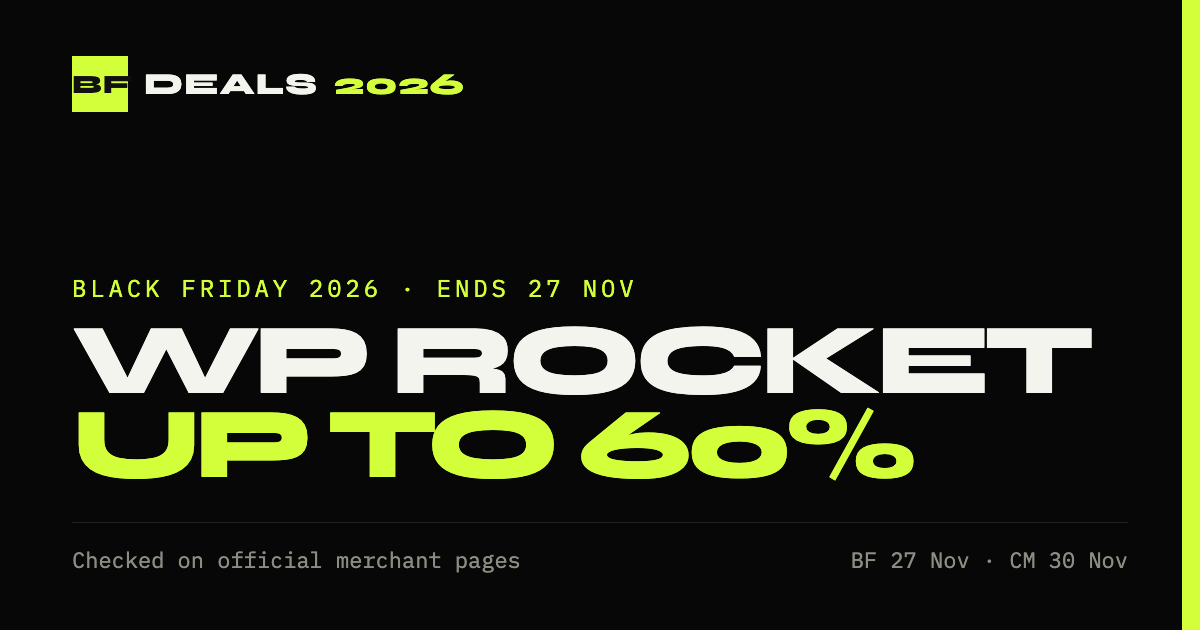 BF DEALS 2026
BLACK FRIDAY 2026 · ENDS 27 NOV
WP ROCKET
UP TO 60%
Checked on official merchant pages
BF 27 Nov · CM 30 Nov